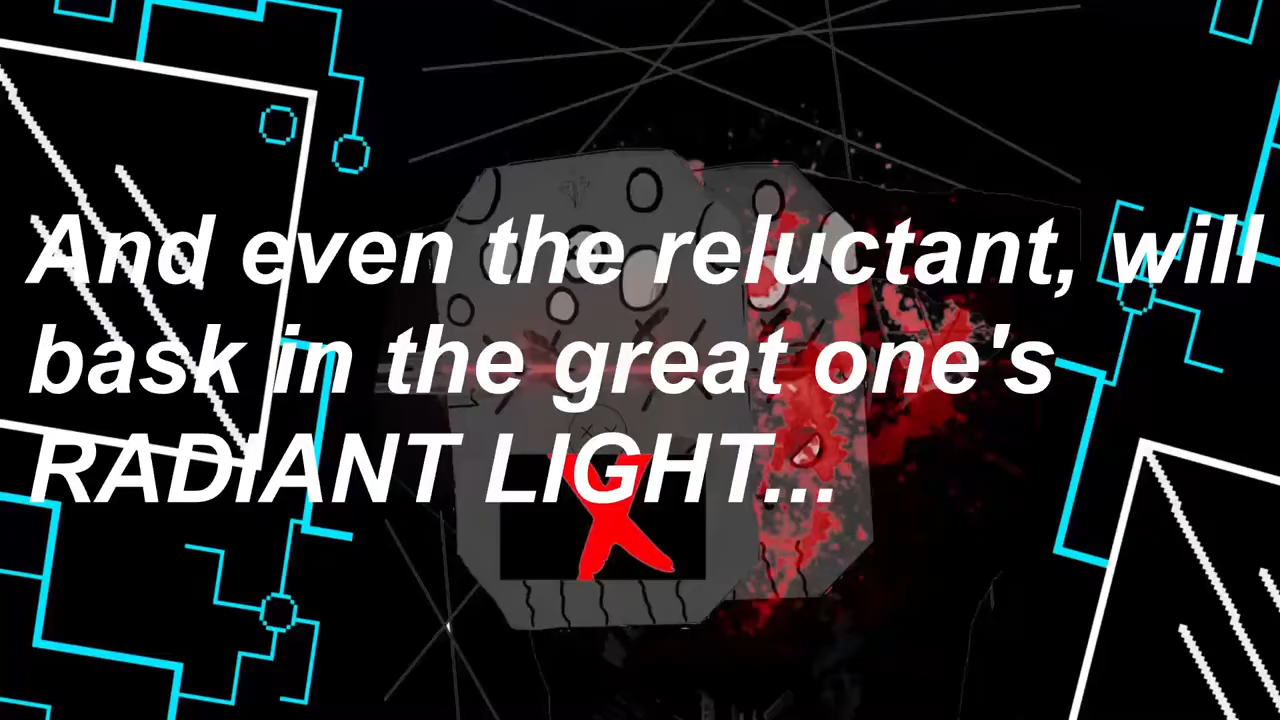 And even the reluctant, will
bask in the great one's
RADIANT LIGHT...